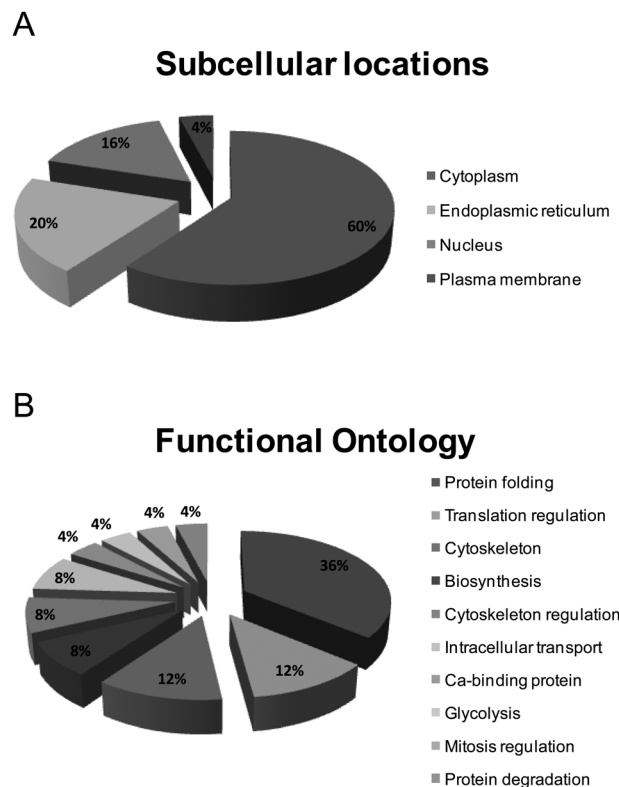 A
Subcellular locations
4%
16%
20%
60%
Cytoplasm
Endoplasmic reticulum
Nucleus
Plasma membrane
B
Functional Ontology
4%
4%
4%
4%
8%
8%
8%
12%
12%
36%
Protein folding
Translation regulation
Cytoskeleton
Biosynthesis
Cytoskeleton regulation
Intracellular transport
Ca-binding protein
Glycolysis
Mitosis regulation
Protein degradation